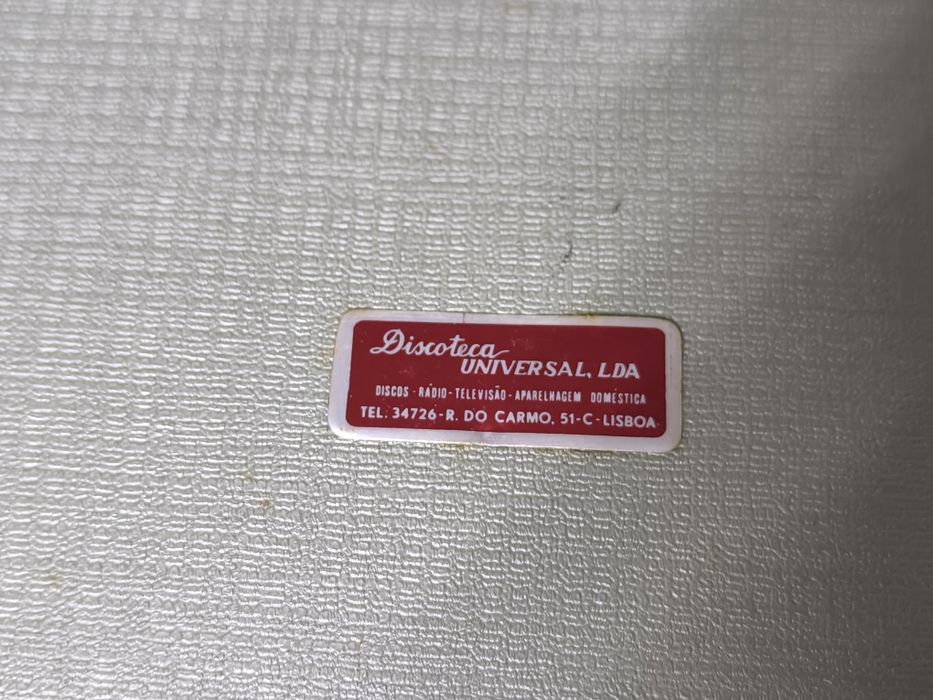 Discoteca
UNIVERSAL, LDA
DISCOS - RÁDIO - TELEVISÃO - APARELHAGEM DOMÉSTICA
TEL. 34726 - R. DO CARMO, 51-C - LISBOA